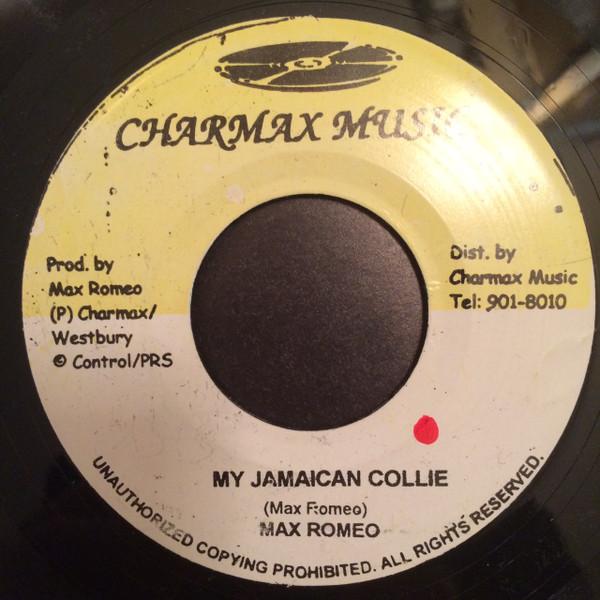 CHARMAX MUSIC
Prod. by
Max Romeo
(P) Charmax/
Westbury
© Control/PRS
Dist. by
Charmax Music
Tel: 901-8010
MY JAMAICAN COLLIE
(Max Romeo)
MAX ROMEO
UNAUTHORIZED COPYING PROHIBITED. ALL RIGHTS RESERVED.